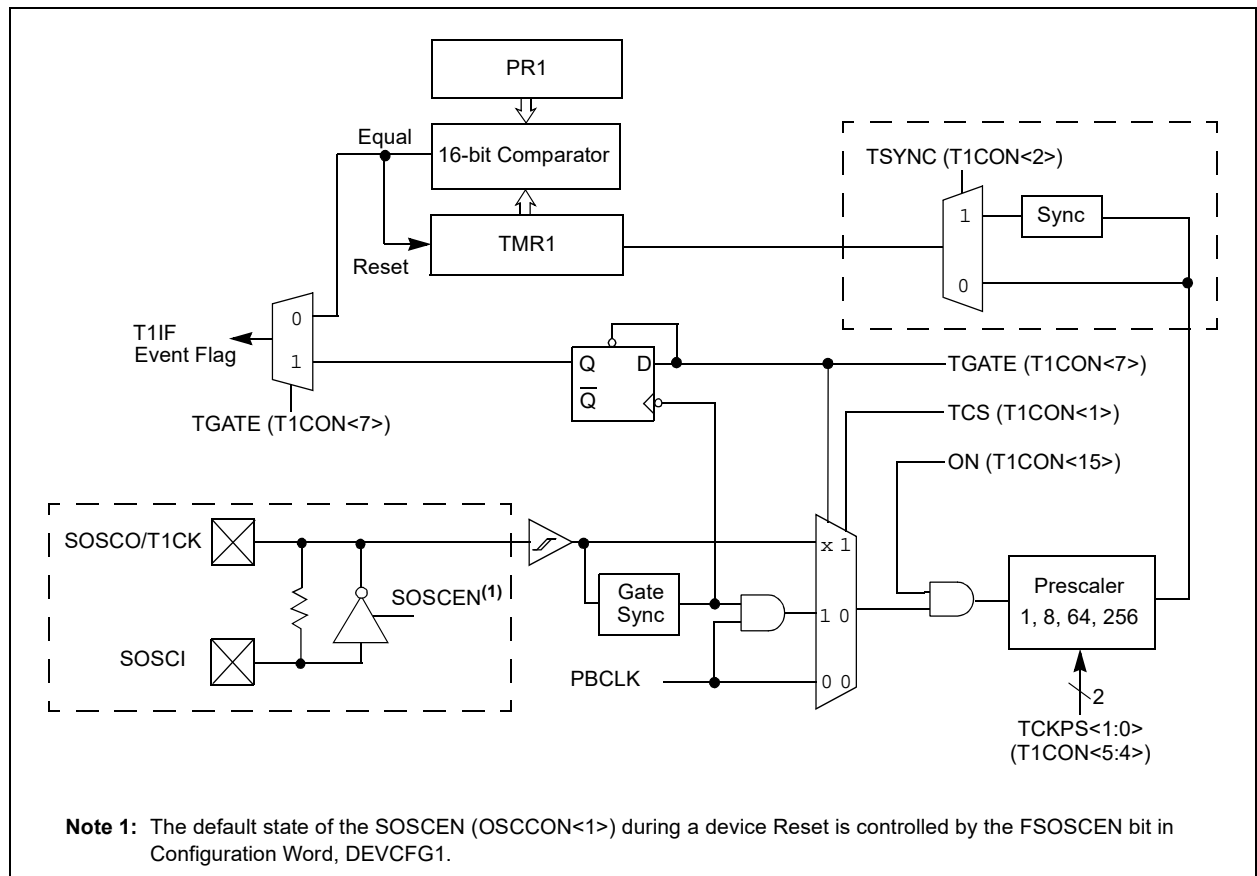 PR1
Equal
16-bit Comparator
TSYNC (T1CON<2>)
1
Sync
TMR1
Reset
0
0
T1IF
Event Flag
1
Q
D
TGATE (T1CON<7>)
Q
TCS (T1CON<1>)
TGATE (T1CON<7>)
ON (T1CON<15>)
SOSCO/T1CK
x 1
Gate
Sync
SOSCEN(1)
1 0
Prescaler
1, 8, 64, 256
SOSCI
PBCLK
0 0
2
TCKPS<1:0>
(T1CON<5:4>)
Note 1: The default state of the SOSCEN (OSCCON<1>) during a device Reset is controlled by the FSOSCEN bit in
Configuration Word, DEVCFG1.